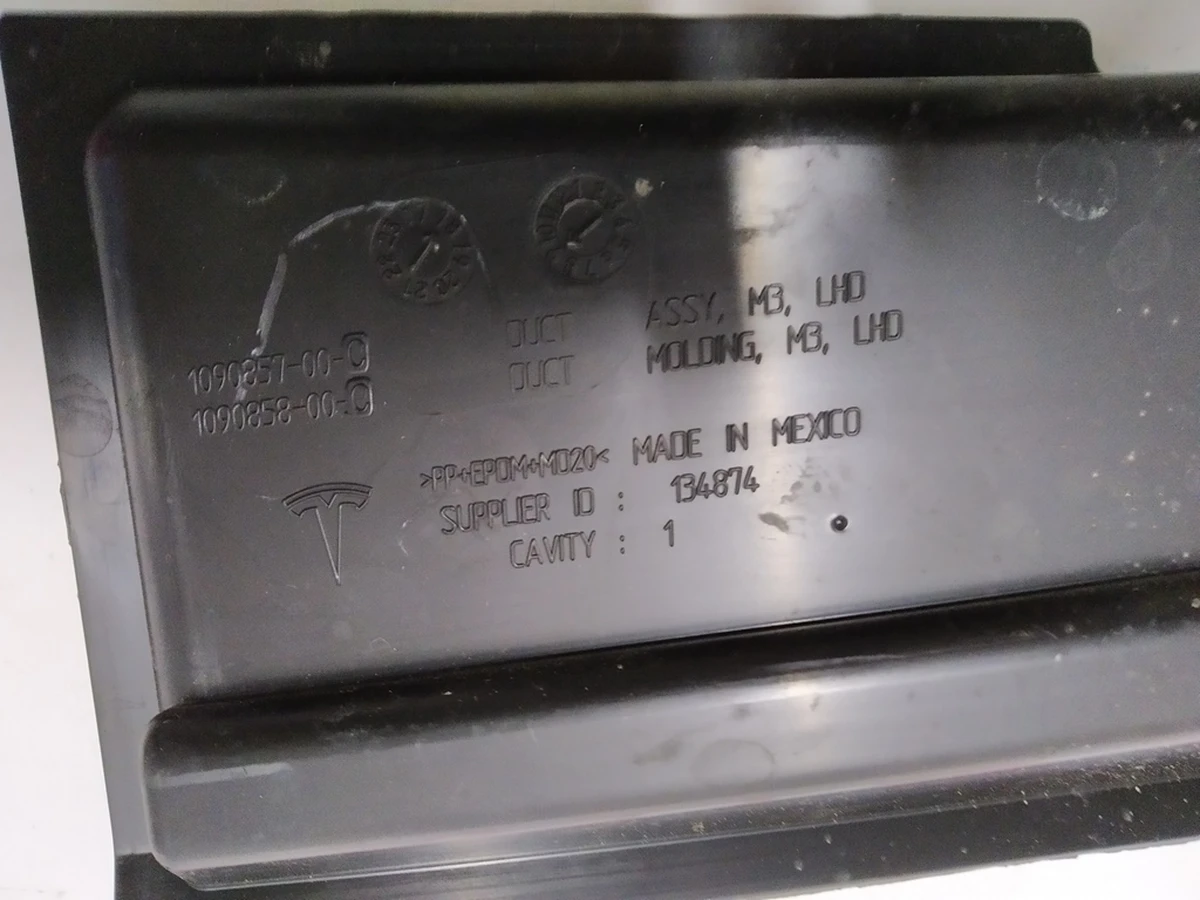 1090857-00-C DUCT ASSY, M3, LHD
1090858-00-C DUCT MOLDING, M3, LHD
>PP+EPDM+MD20< MADE IN MEXICO
SUPPLIER ID : 134874
CAVITY : 1